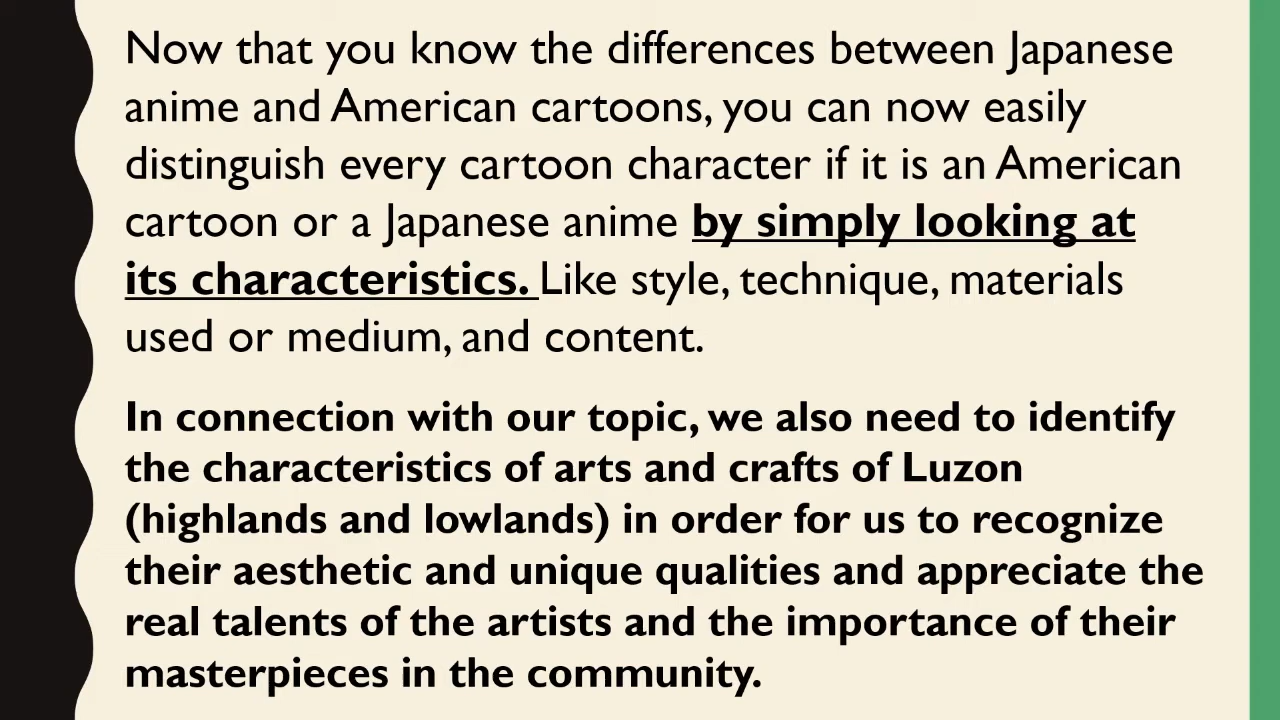 Now that you know the differences between Japanese
anime and American cartoons, you can now easily
distinguish every cartoon character if it is an American
cartoon or a Japanese anime by simply looking at
its characteristics. Like style, technique, materials
used or medium, and content.
In connection with our topic, we also need to identify
the characteristics of arts and crafts of Luzon
(highlands and lowlands) in order for us to recognize
their aesthetic and unique qualities and appreciate the
real talents of the artists and the importance of their
masterpieces in the community.